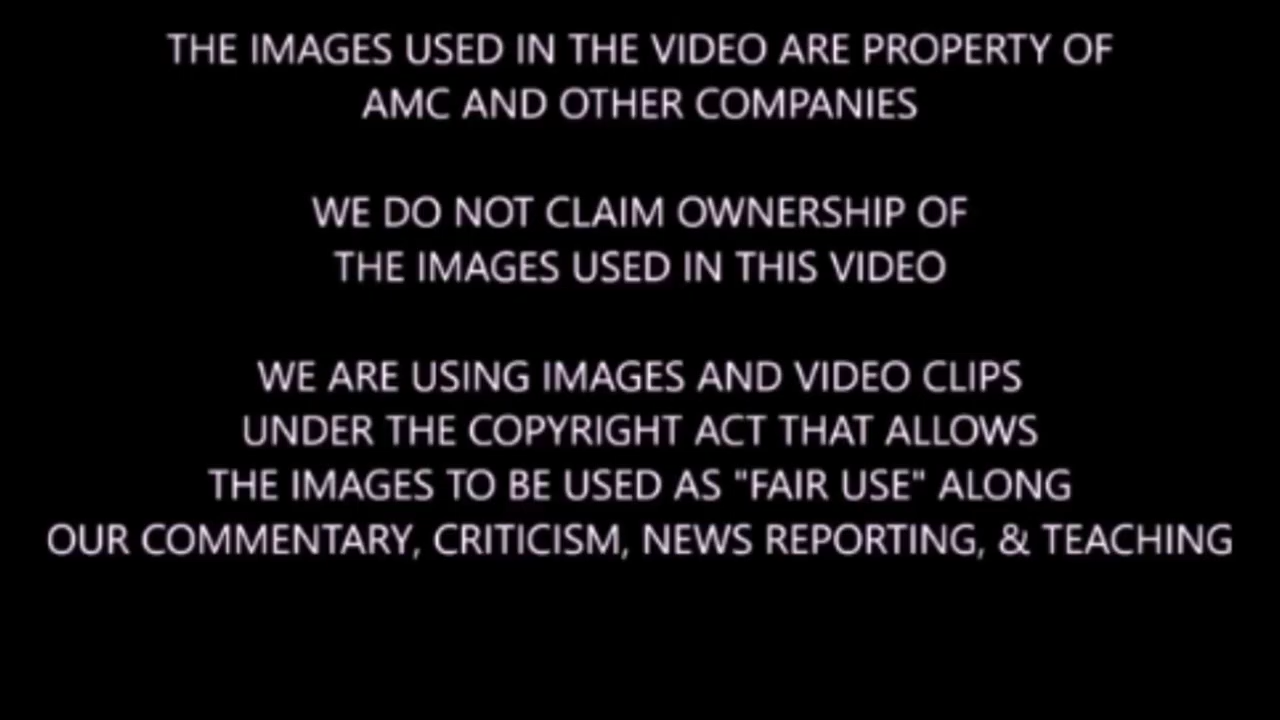 THE IMAGES USED IN THE VIDEO ARE PROPERTY OF
AMC AND OTHER COMPANIES
WE DO NOT CLAIM OWNERSHIP OF
THE IMAGES USED IN THIS VIDEO
WE ARE USING IMAGES AND VIDEO CLIPS
UNDER THE COPYRIGHT ACT THAT ALLOWS
THE IMAGES TO BE USED AS "FAIR USE" ALONG
OUR COMMENTARY, CRITICISM, NEWS REPORTING, & TEACHING